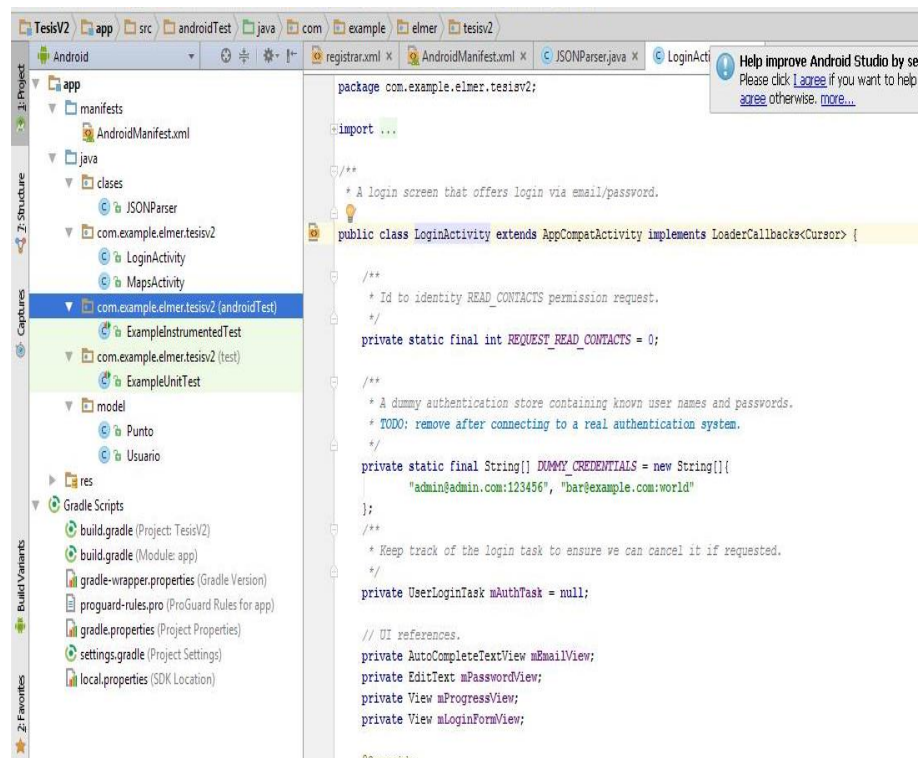 TesisV2 app src androidTest java com example elmer tesisv2
Android
registrar.xml × AndroidManifest.xml × JSONParser.java × LoginActi
Help improve Android Studio by se
Please click I agree if you want to help
agree otherwise. more...
1: Project
7: Structure
Captures
Build Variants
2: Favorites
app
manifests
AndroidManifest.xml
java
clases
JSONParser
com.example.elmer.tesisv2
LoginActivity
MapsActivity
com.example.elmer.tesisv2 (androidTest)
ExampleInstrumentedTest
com.example.elmer.tesisv2 (test)
ExampleUnitTest
model
Punto
Usuario
res
Gradle Scripts
build.gradle (Project: TesisV2)
build.gradle (Module: app)
gradle-wrapper.properties (Gradle Version)
proguard-rules.pro (ProGuard Rules for app)
gradle.properties (Project Properties)
settings.gradle (Project Settings)
local.properties (SDK Location)
package com.example.elmer.tesisv2;
import ...
/**
* A login screen that offers login via email/password.
public class LoginActivity extends AppCompatActivity implements LoaderCallbacks<Cursor> {
/**
* Id to identity READ_CONTACTS permission request.
*/
private static final int REQUEST_READ_CONTACTS = 0;
/**
* A dummy authentication store containing known user names and passwords.
* TODO: remove after connecting to a real authentication system.
*/
private static final String[] DUMMY_CREDENTIALS = new String[]{
"admin@admin.com:123456", "bar@example.com:world"
};
/**
* Keep track of the login task to ensure we can cancel it if requested.
*/
private UserLoginTask mAuthTask = null;
// UI references.
private AutoCompleteTextView mEmailView;
private EditText mPasswordView;
private View mProgressView;
private View mLoginFormView;